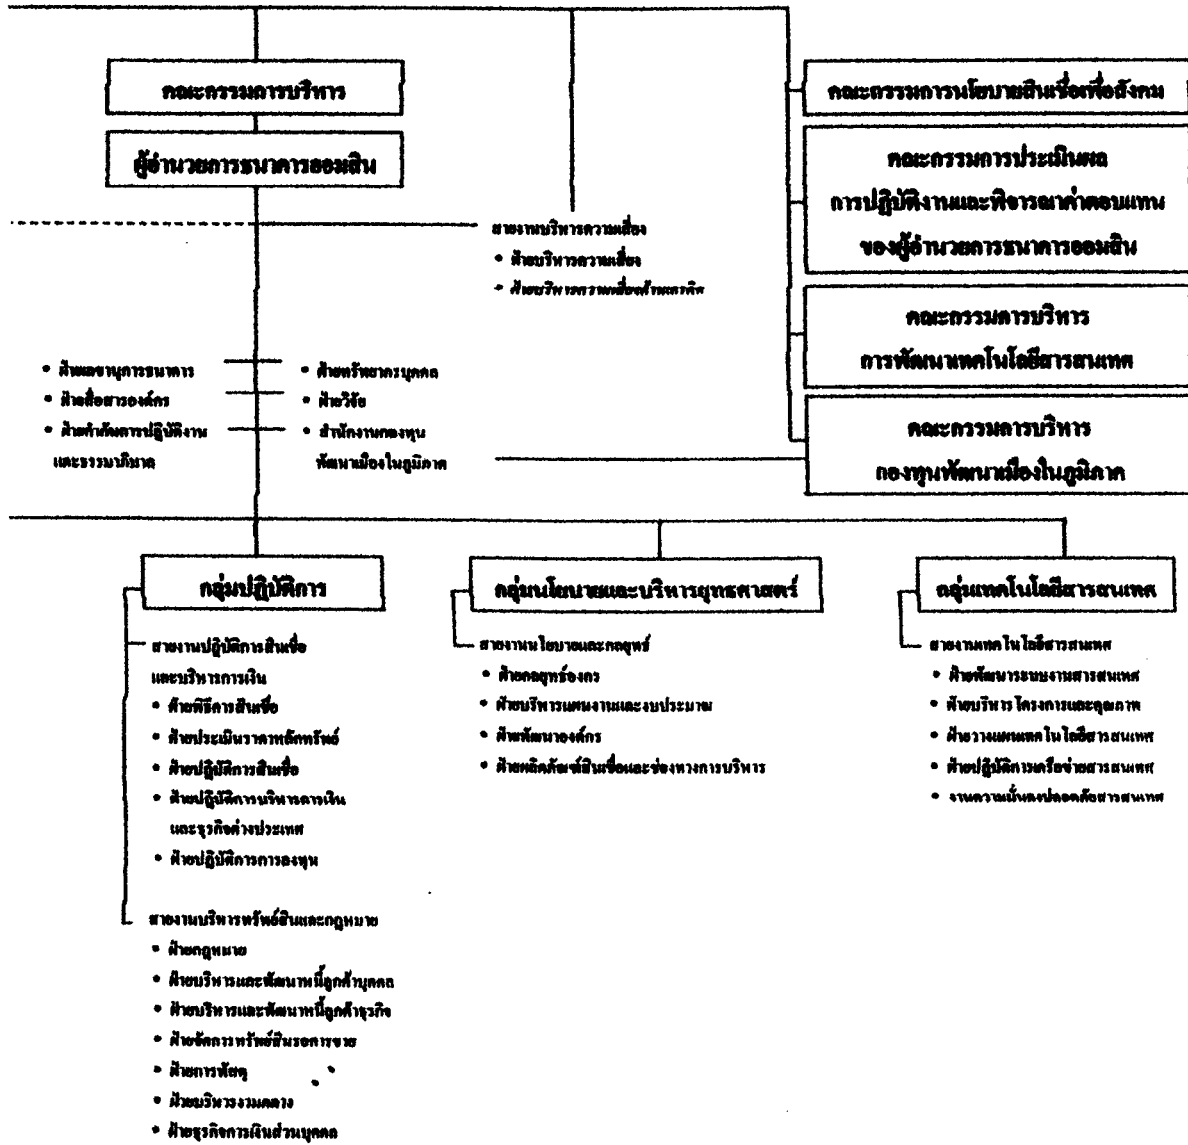 คณะกรรมการบริหาร
ผู้อำนวยการธนาคารออมสิน
คณะกรรมการนโยบายสินเชื่อเพื่อสังคม
คณะกรรมการประเมินผล
การปฏิบัติงานและพิจารณาค่าตอบแทน
ของผู้อำนวยการธนาคารออมสิน
คณะกรรมการบริหาร
การพัฒนาเทคโนโลยีสารสนเทศ
คณะกรรมการบริหาร
กองทุนพัฒนาเมืองในภูมิภาค
สายงานบริหารความเสี่ยง
• ฝ่ายบริหารความเสี่ยง
• ฝ่ายบริหารความเสี่ยงด้านเครดิต
• ฝ่ายเลขานุการธนาคาร
• ฝ่ายสื่อสารองค์กร
• ฝ่ายกำกับการปฏิบัติงาน
และธรรมาภิบาล
• ฝ่ายทรัพยากรบุคคล
• ฝ่ายวิจัย
• สำนักงานกองทุน
พัฒนาเมืองในภูมิภาค
กลุ่มปฏิบัติการ
สายงานปฏิบัติการสินเชื่อ
และบริหารการเงิน
• ฝ่ายพิธีการสินเชื่อ
• ฝ่ายประเมินราคาหลักทรัพย์
• ฝ่ายปฏิบัติการสินเชื่อ
• ฝ่ายปฏิบัติการบริหารการเงิน
และธุรกิจต่างประเทศ
• ฝ่ายปฏิบัติการการลงทุน
สายงานบริหารทรัพย์สินและกฎหมาย
• ฝ่ายกฎหมาย
• ฝ่ายบริหารและพัฒนาหนี้ลูกค้าบุคคล
• ฝ่ายบริหารและพัฒนาหนี้ลูกค้าธุรกิจ
• ฝ่ายจัดการทรัพย์สินรอการขาย
• ฝ่ายการพัสดุ
• ฝ่ายบริหารงานกลาง
• ฝ่ายธุรกิจการเงินส่วนบุคคล
กลุ่มนโยบายและบริหารยุทธศาสตร์
สายงานนโยบายและกลยุทธ์
• ฝ่ายกลยุทธ์องกร
• ฝ่ายบริหารแผนงานและงบประมาณ
• ฝ่ายพัฒนาองค์กร
• ฝ่ายผลิตภัณฑ์สินเชื่อและช่องทางการบริหาร
กลุ่มเทคโนโลยีสารสนเทศ
สายงานเทคโนโลยีสารสนเทศ
• ฝ่ายพัฒนาระบบงานสารสนเทศ
• ฝ่ายบริหารโครงการและคุณภาพ
• ฝ่ายวางแผนเทคโนโลยีสารสนเทศ
• ฝ่ายปฏิบัติการเครือข่ายสารสนเทศ
• งานความมั่นคงปลอดภัยสารสนเทศ